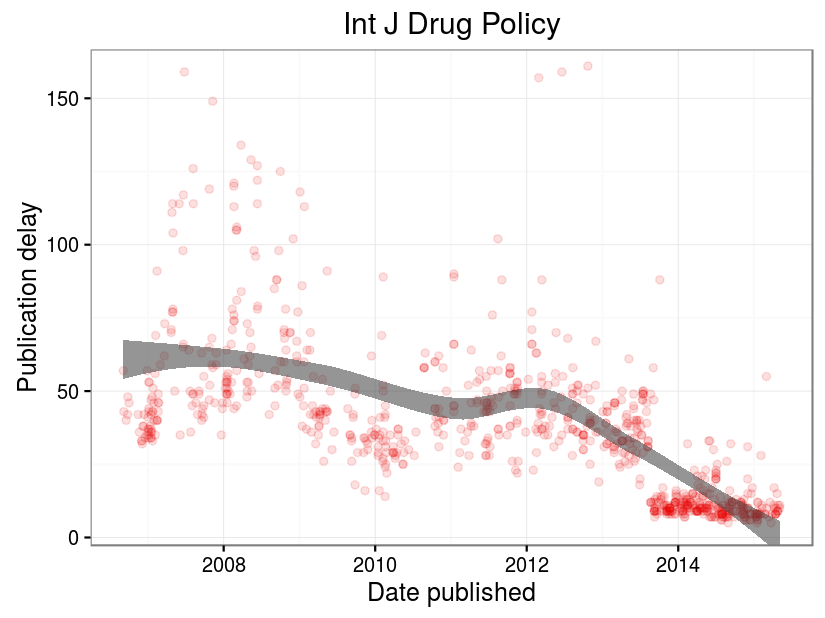 Int J Drug Policy
Publication delay
150
100
50
0
2008 2010 2012 2014
Date published